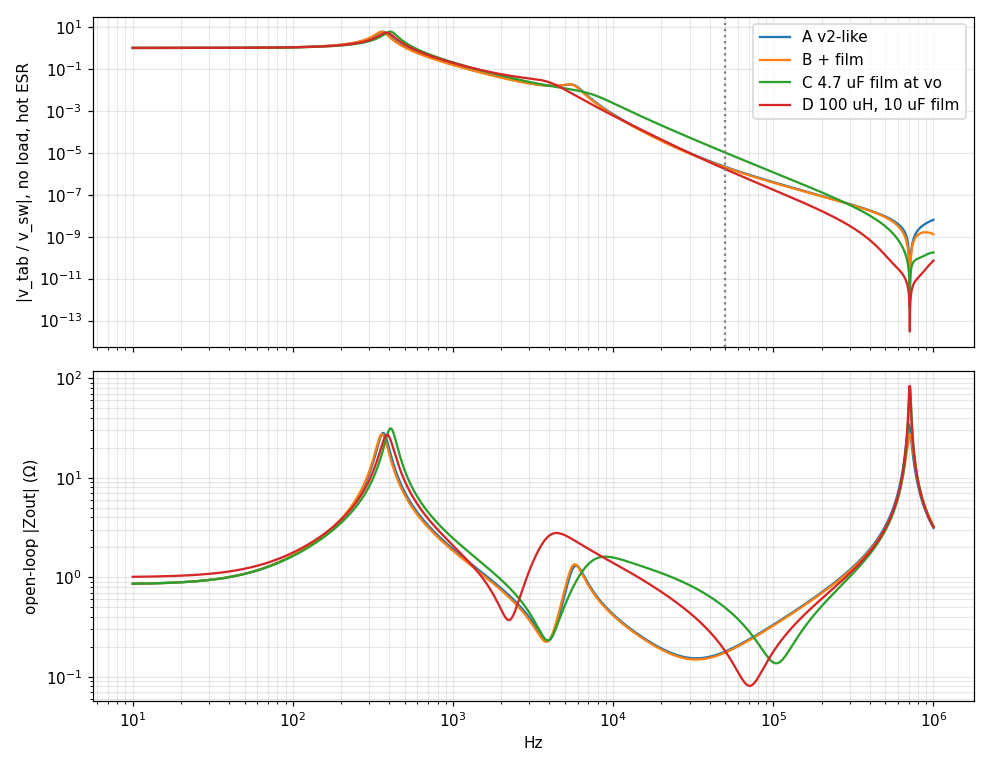 |v_tab / v_sw|, no load, hot ESR
10¹
10⁻¹
10⁻³
10⁻⁵
10⁻⁷
10⁻⁹
10⁻¹¹
10⁻¹³
A v2-like
B + film
C 4.7 uF film at vo
D 100 uH, 10 uF film
open-loop |Zout| (Ω)
10²
10¹
10⁰
10⁻¹
10¹ 10² 10³ 10⁴ 10⁵ 10⁶
Hz